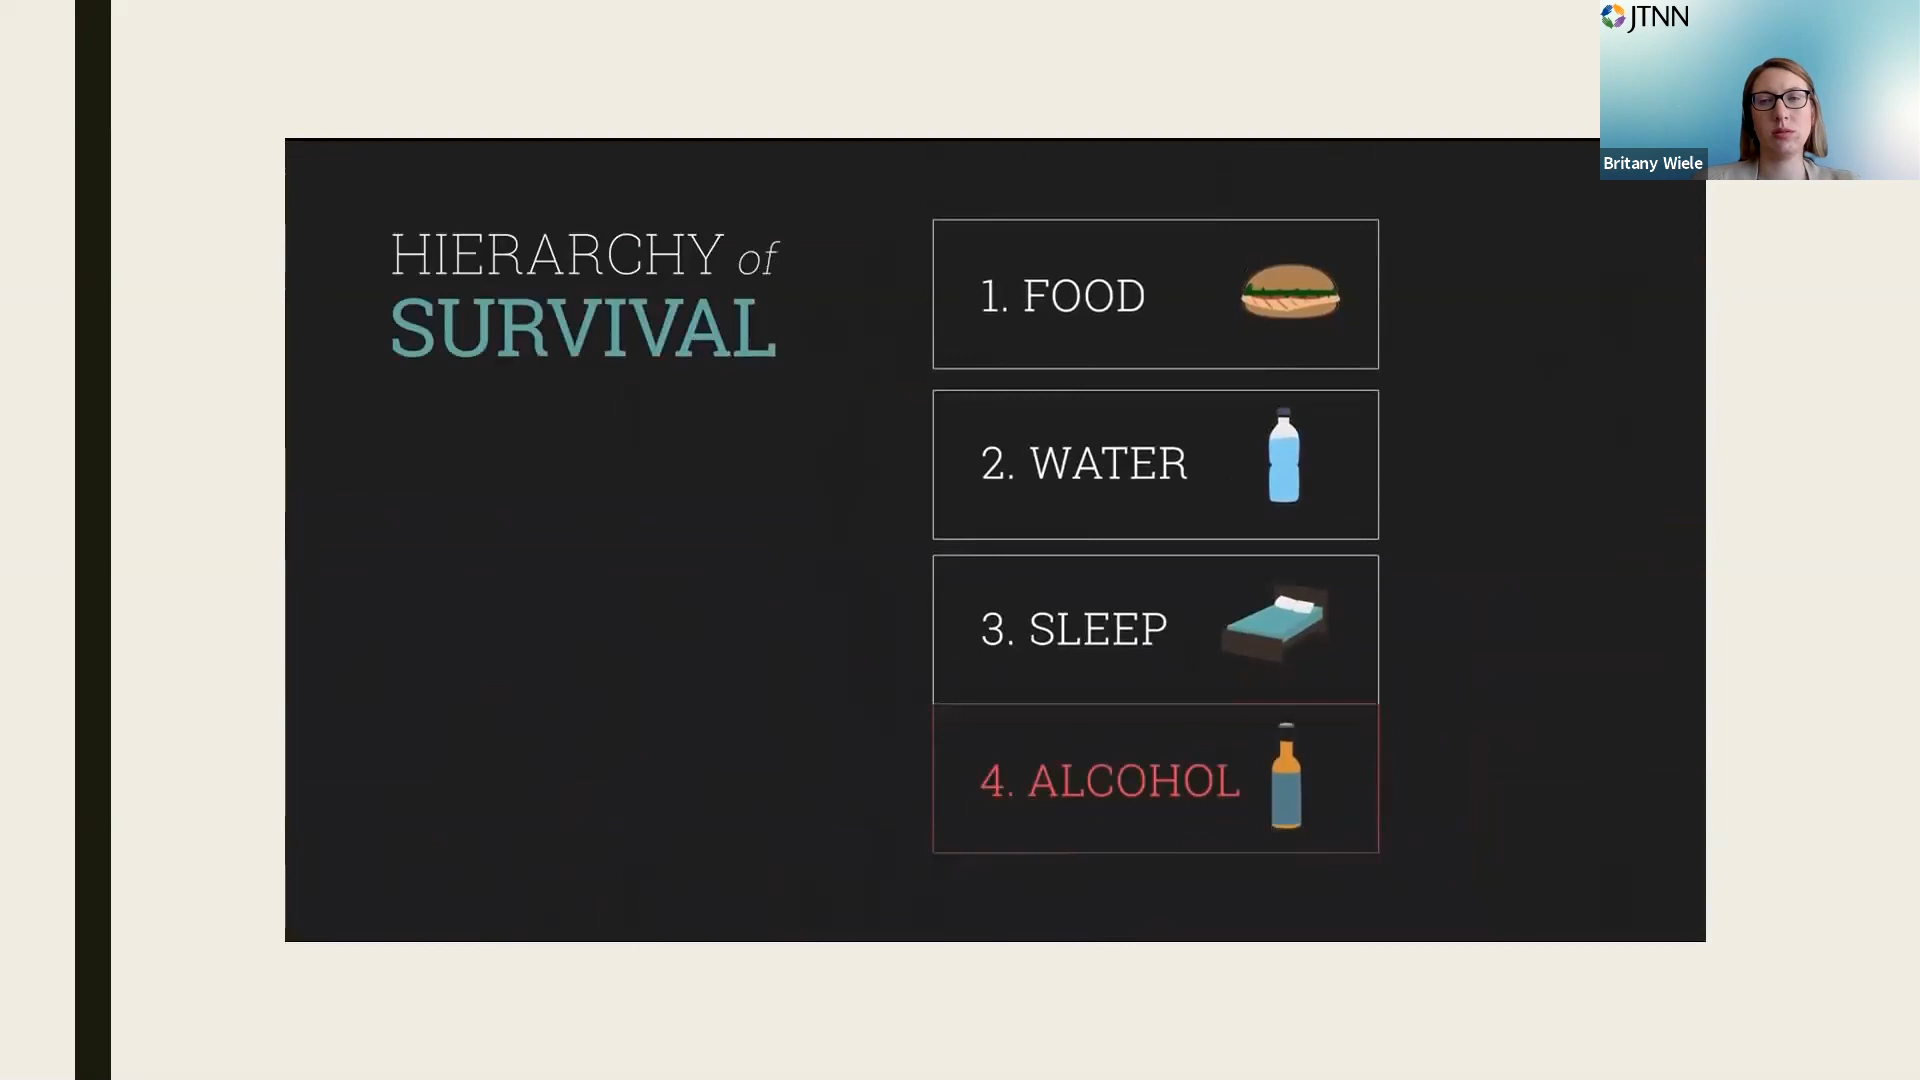 JTNN
Britany Wiele
HIERARCHY of
SURVIVAL
1. FOOD
2. WATER
3. SLEEP
4. ALCOHOL